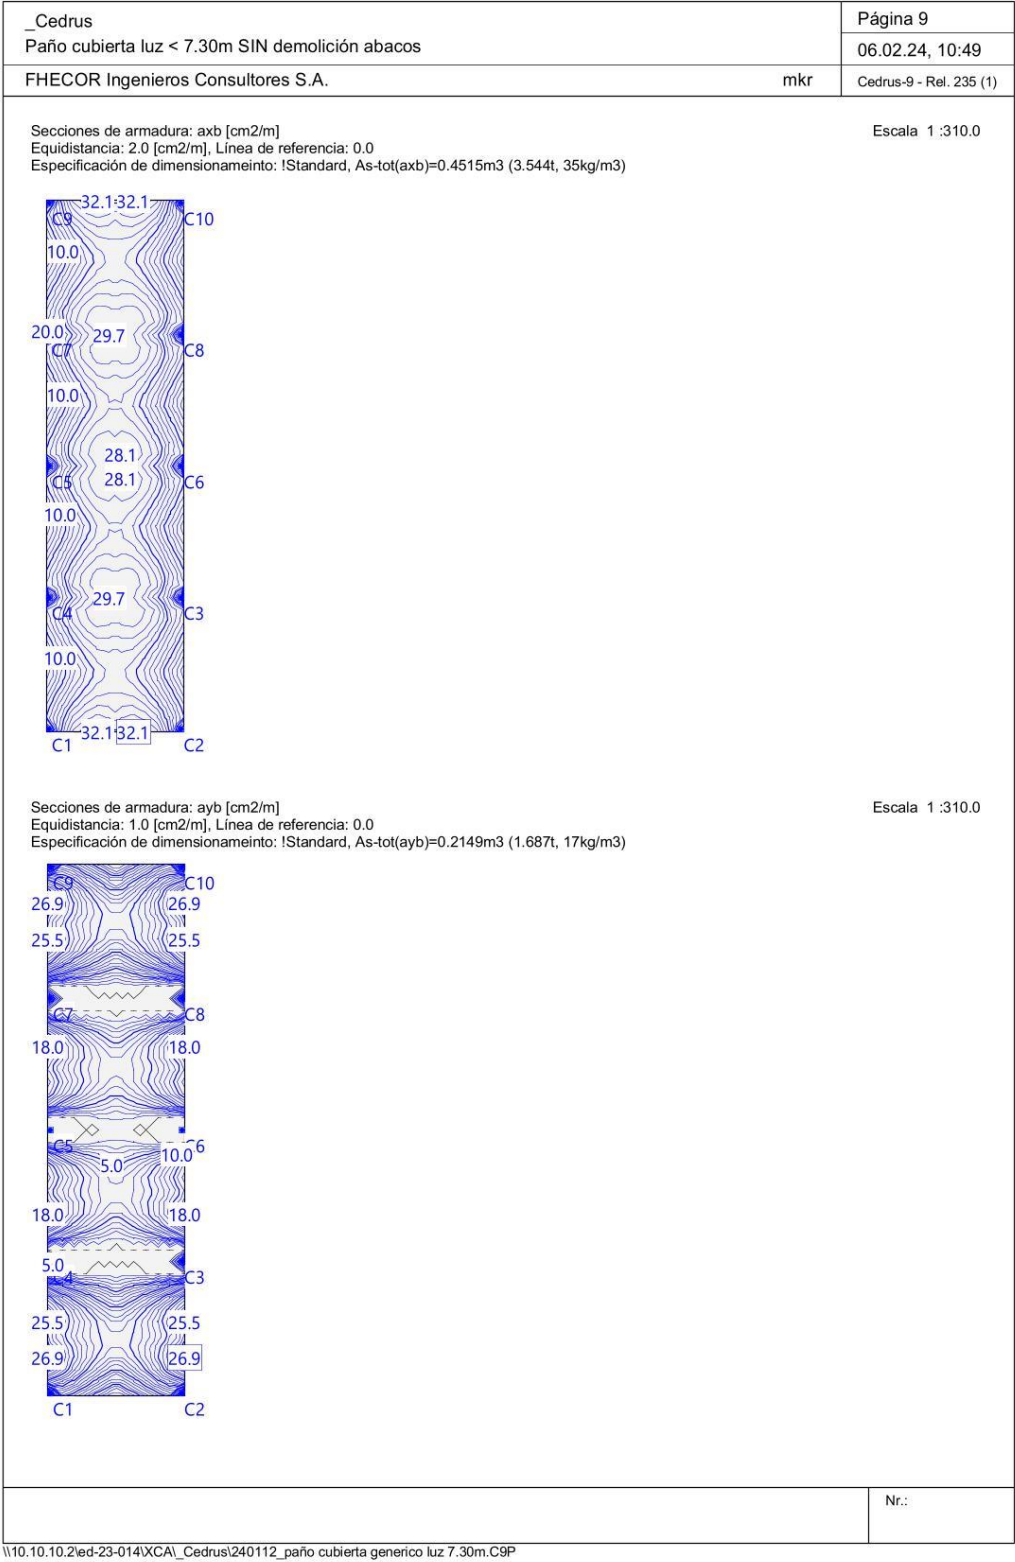 _Cedrus
Página 9
Paño cubierta luz < 7.30m SIN demolición abacos
06.02.24, 10:49
FHECOR Ingenieros Consultores S.A.
mkr
Cedrus-9 - Rel. 235 (1)
Secciones de armadura: axb [cm2/m]
Escala 1 :310.0
Equidistancia: 2.0 [cm2/m], Línea de referencia: 0.0
Especificación de dimensionameinto: !Standard, As-tot(axb)=0.4515m3 (3.544t, 35kg/m3)
32.1 32.1
C9 C10
10.0
20.0 29.7
C7 C8
10.0
28.1
C5 28.1 C6
10.0
29.7
C4 C3
10.0
32.1 32.1
C1 C2
Secciones de armadura: ayb [cm2/m]
Escala 1 :310.0
Equidistancia: 1.0 [cm2/m], Línea de referencia: 0.0
Especificación de dimensionameinto: !Standard, As-tot(ayb)=0.2149m3 (1.687t, 17kg/m3)
C9 C10
26.9 26.9
25.5 25.5
C7 C8
18.0 18.0
C5 6
5.0 10.0
18.0 18.0
5.0
4 C3
25.5 25.5
26.9 26.9
C1 C2
Nr.:
\\10.10.10.2\ed-23-014\XCA\_Cedrus\240112_paño cubierta generico luz 7.30m.C9P